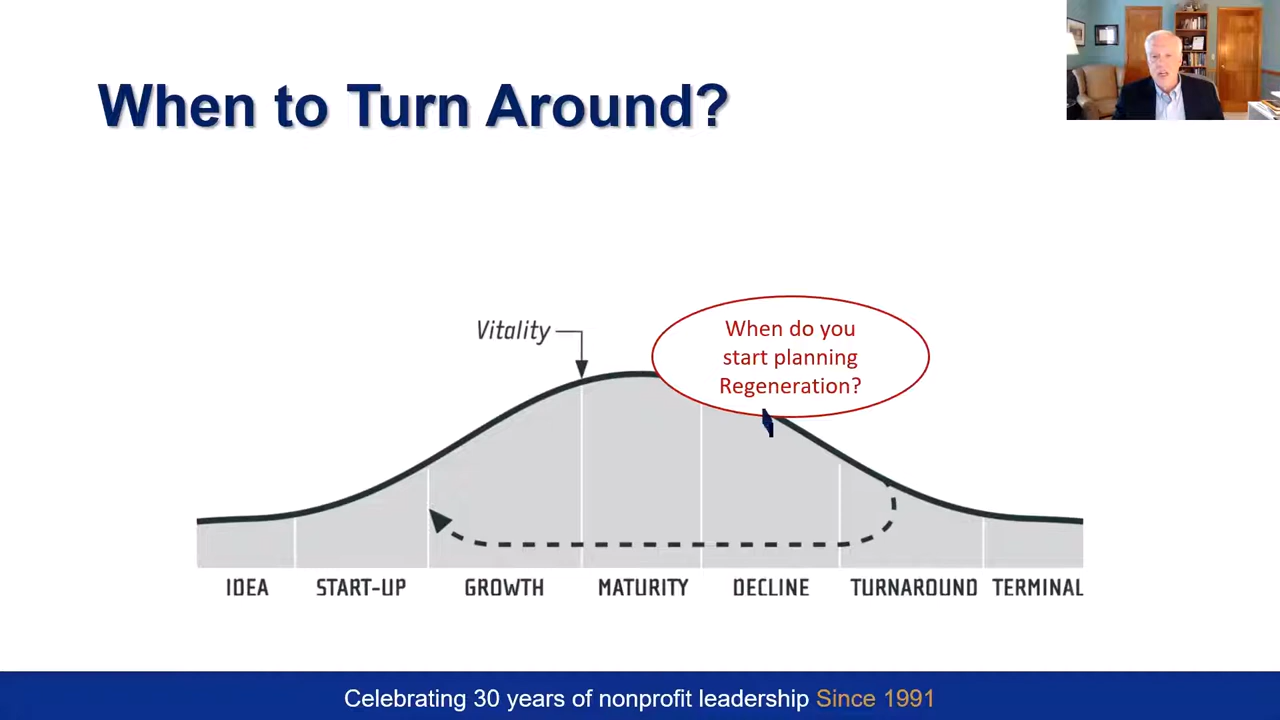 When to Turn Around?
Vitality
When do you
start planning
Regeneration?
IDEA START-UP GROWTH MATURITY DECLINE TURNAROUND TERMINAL
Celebrating 30 years of nonprofit leadership Since 1991